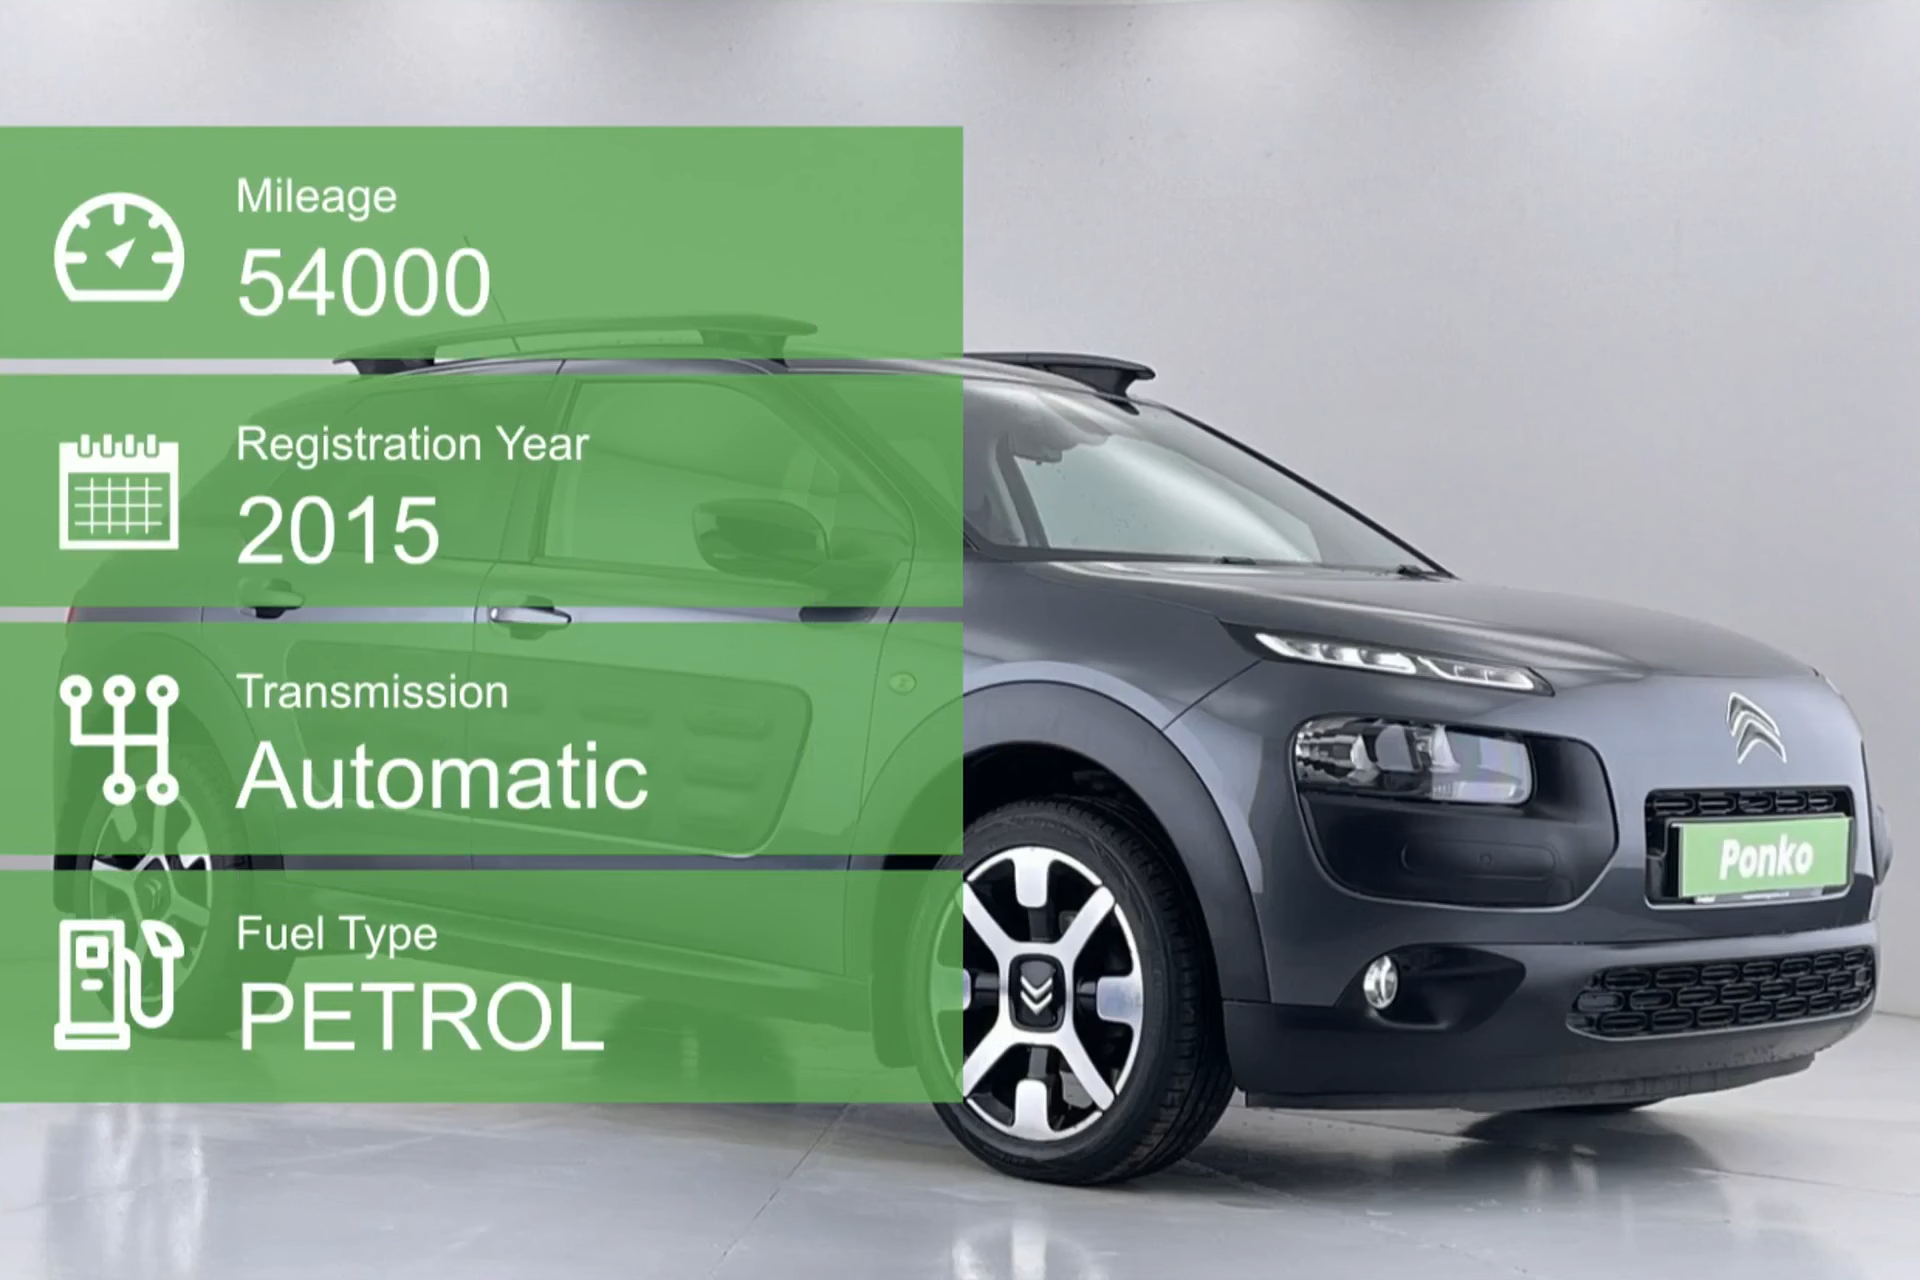 Mileage
54000
Registration Year
2015
Transmission
Automatic
Fuel Type
PETROL
Ponko